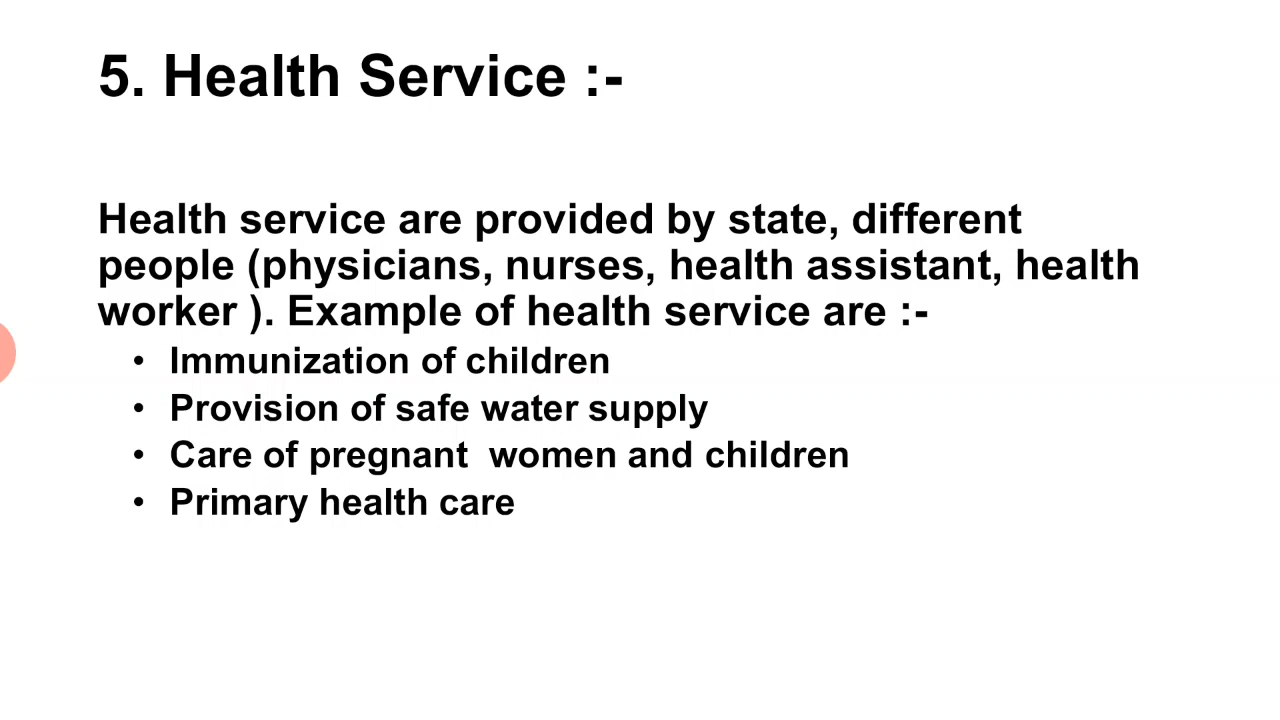 5. Health Service :-
Health service are provided by state, different
people (physicians, nurses, health assistant, health
worker ). Example of health service are :-
• Immunization of children
• Provision of safe water supply
• Care of pregnant  women and children
• Primary health care